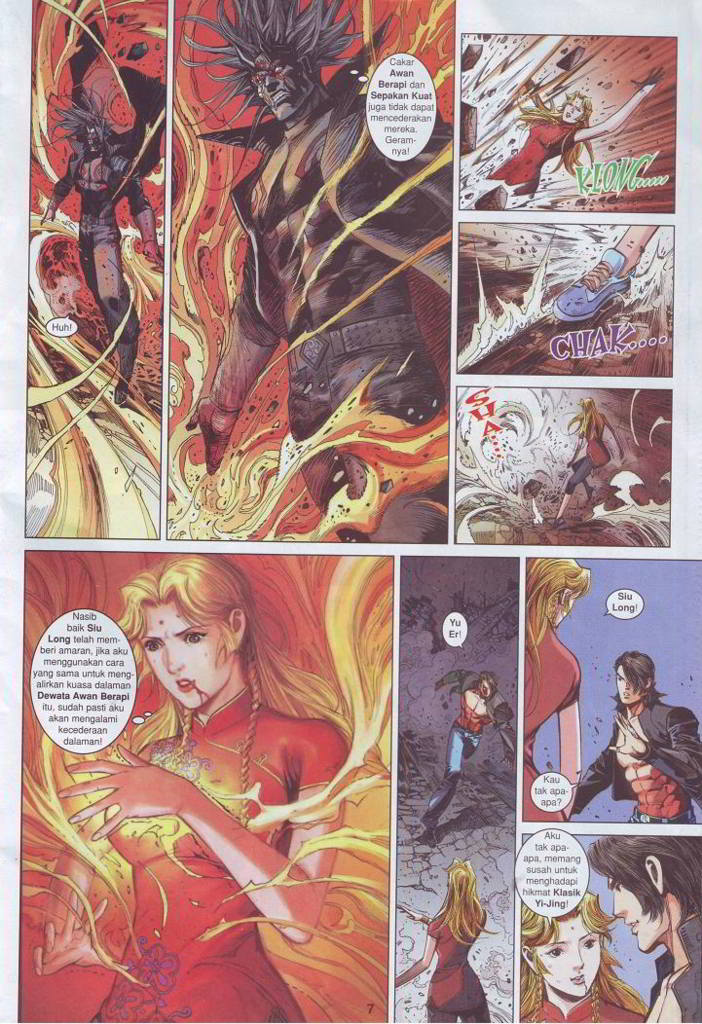 Huh!
Cakar
Awan
Berapi dan
Sepakan Kuat
juga tidak dapat
mencederakan
mereka.
Geram-
nya!
KLONG.....
CHAK....
SHA...
Nasib
baik Siu
Long telah mem-
beri amaran, jika aku
menggunakan cara
yang sama untuk meng-
alirkan kuasa dalaman
Dewata Awan Berapi
itu, sudah pasti aku
akan mengalami
kecederaan
dalaman!
Yu
Er!
Siu
Long!
Kau
tak apa-
apa?
Aku
tak apa-
apa, memang
susah untuk
menghadapi
hikmat Klasik
Yi-Jing!
7